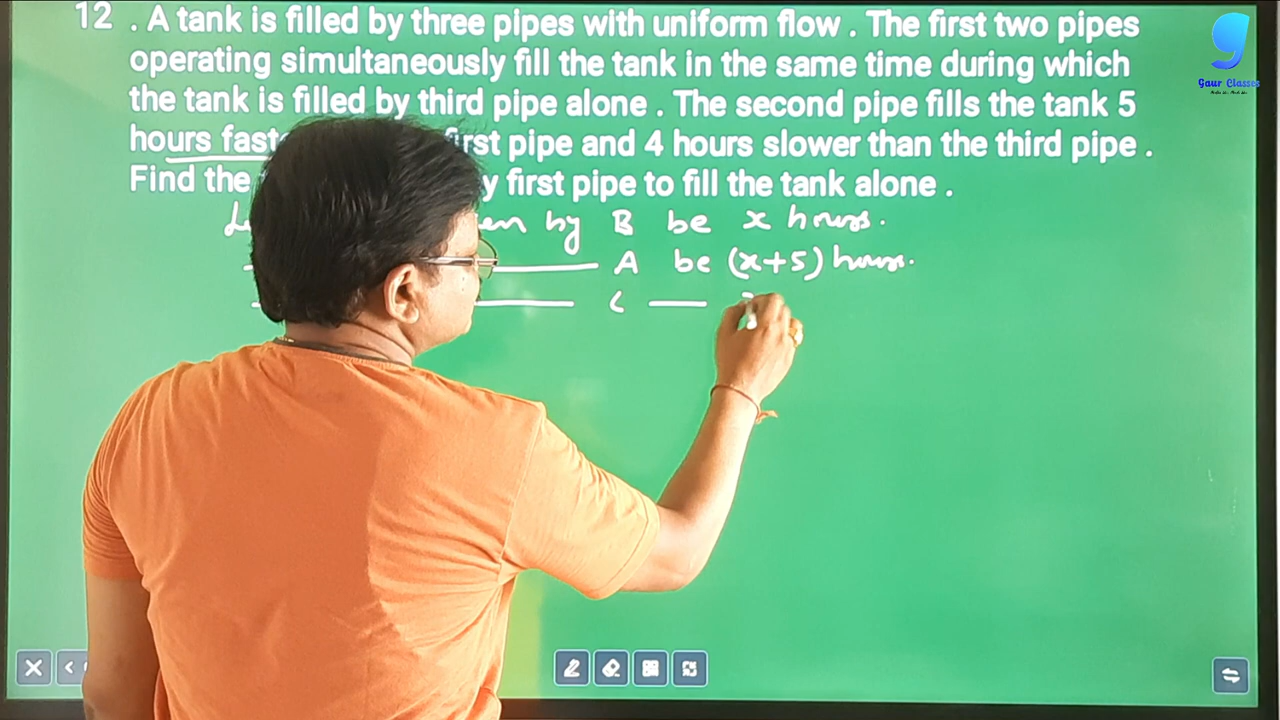 12 . A tank is filled by three pipes with uniform flow . The first two pipes
operating simultaneously fill the tank in the same time during which
the tank is filled by third pipe alone . The second pipe fills the tank 5
hours pipe and 4 hours slower than the third pipe .
Find the first pipe to fill the tank alone .
by B be x hours.
A be (x+5) hours.
C
Gaur Classes